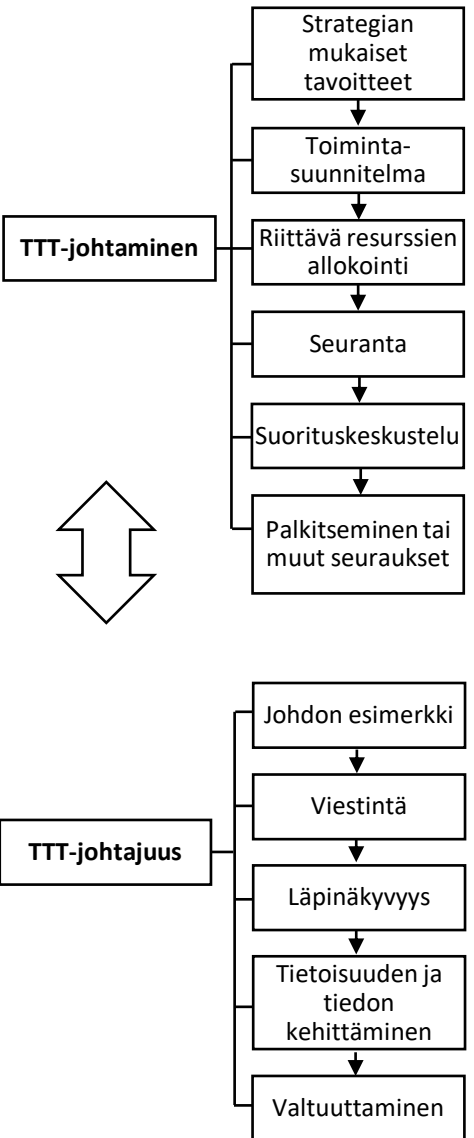 Strategian
mukaiset
tavoitteet
Toiminta-
suunnitelma
TTT-johtaminen
Riittävä resurssien
allokointi
Seuranta
Suorituskeskustelu
Palkitseminen tai
muut seuraukset
Johdon esimerkki
Viestintä
TTT-johtajuus
Läpinäkyvyys
Tietoisuuden ja
tiedon
kehittäminen
Valtuuttaminen